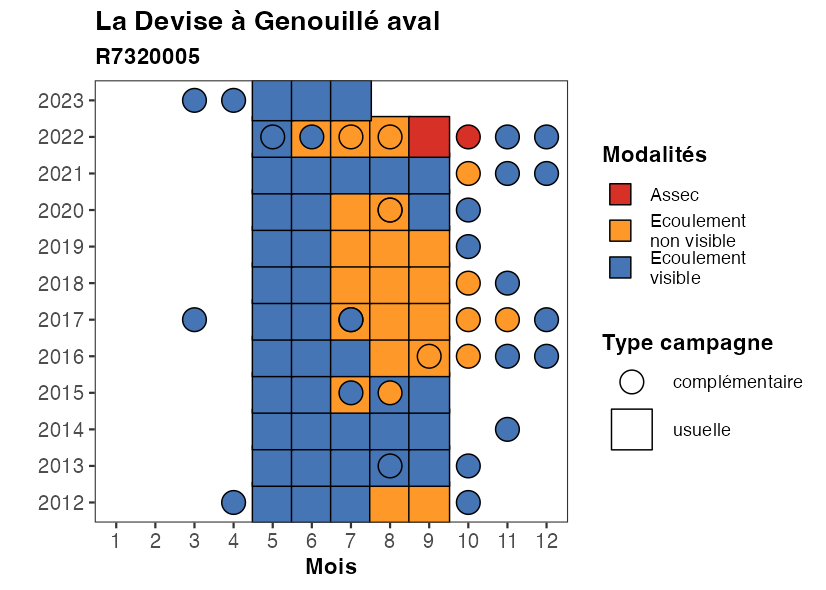 La Devise à Genouillé aval
R7320005
2023
2022
2021
2020
2019
2018
2017
2016
2015
2014
2013
2012
1 2 3 4 5 6 7 8 9 10 11 12
Mois
Modalités
Assec
Ecoulement
non visible
Ecoulement
visible
Type campagne
complémentaire
usuelle